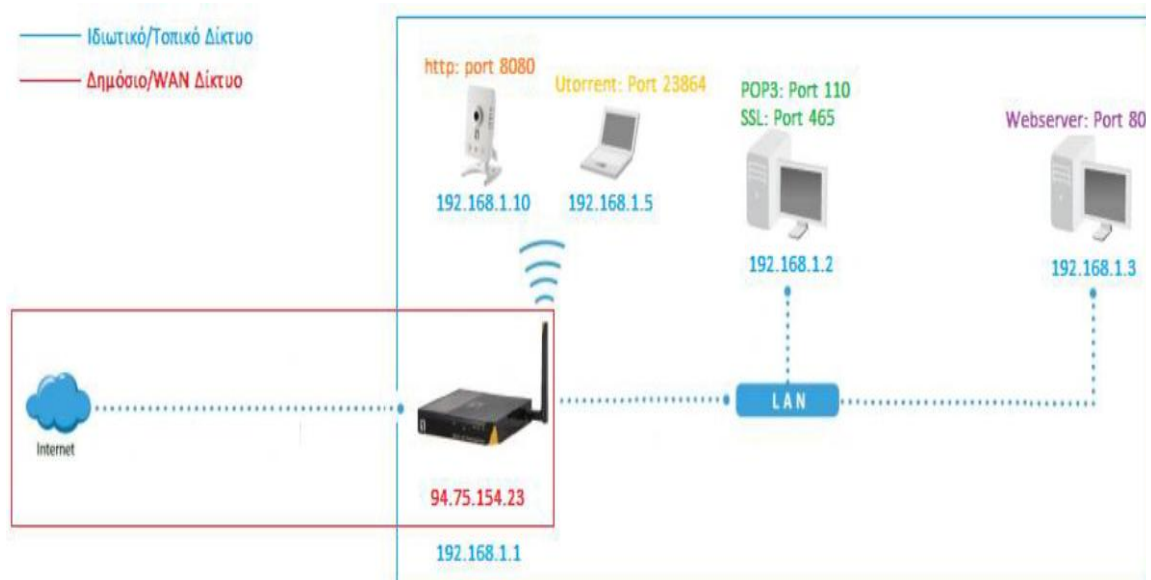 Ιδιωτικό/Τοπικό Δίκτυο
Δημόσιο/WAN Δίκτυο
http: port 8080
Utorrent: Port 23864
POP3: Port 110
SSL: Port 465
Webserver: Port 80
192.168.1.10
192.168.1.5
192.168.1.2
192.168.1.3
LAN
Internet
94.75.154.23
192.168.1.1